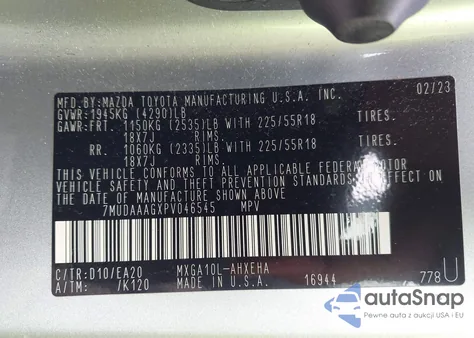 MFD.BY:MAZDA TOYOTA MANUFACTURING U.S.A. INC. 02/23
GVWR:1945KG (4290)LB
GAWR:FRT. 1150KG (2535)LB WITH 225/55R18 TIRES.
18X7J RIMS.
RR. 1060KG (2335)LB WITH 225/55R18 TIRES.
18X7J RIMS.
THIS VEHICLE CONFORMS TO ALL APPLICABLE FEDERAL MOTOR
VEHICLE SAFETY AND THEFT PREVENTION STANDARDS IN EFFECT ON
THE DATE OF MANUFACTURE SHOWN ABOVE.
7MUDAAAGXPV046545 MPV
C/TR:D10/EA20 MXGA10L-AHXEHA
A/TM: /K120 MADE IN U.S.A. 16944 778U
autoSnap
Pewne auta z USA i EU